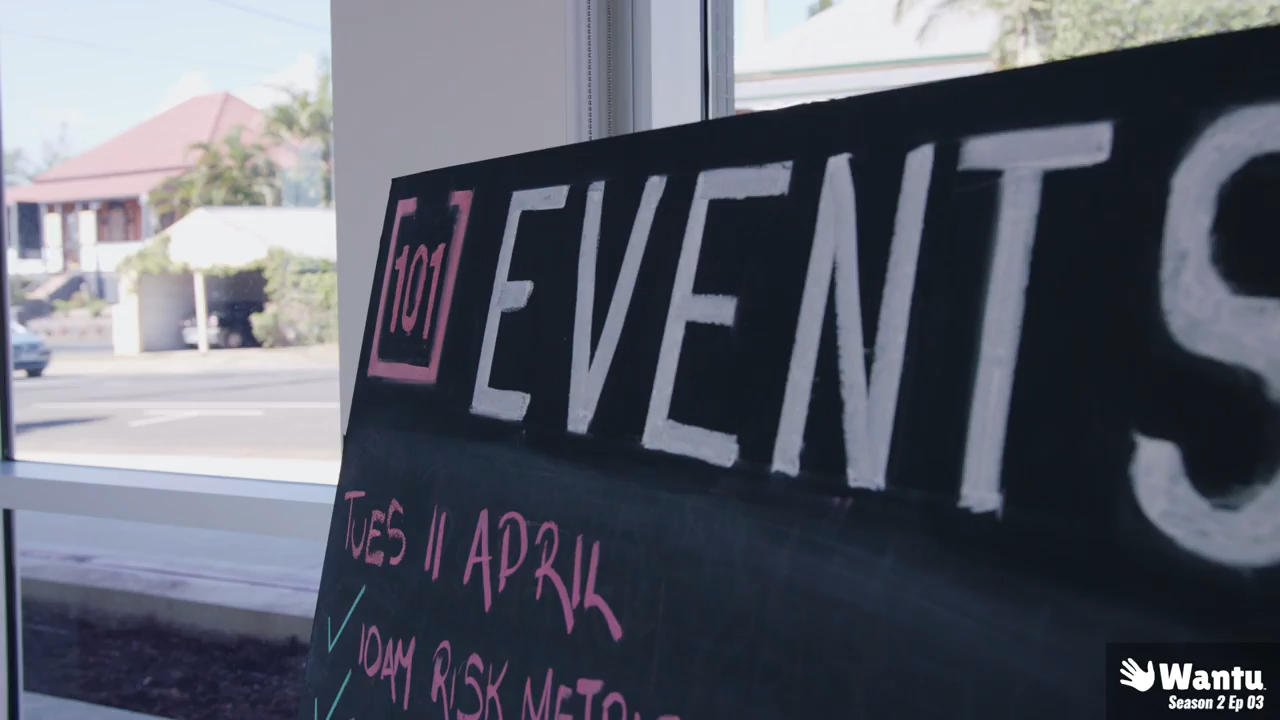 [101] EVENTS
TUES 11 APRIL
✓ 10AM RISK
Wantu
Season 2 Ep 03